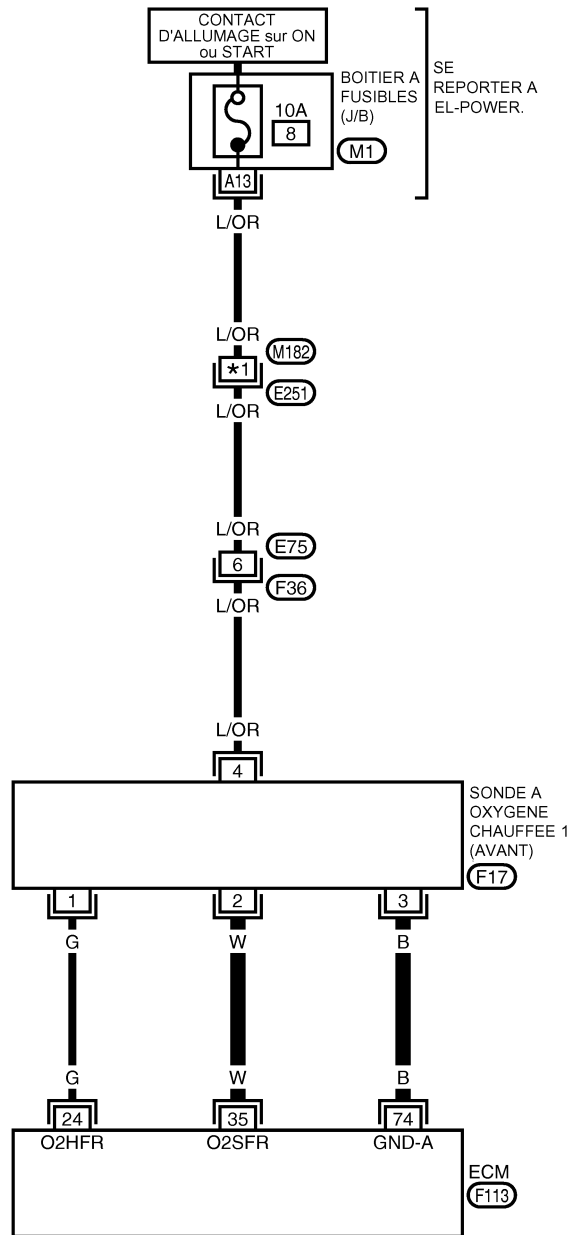 CONTACT
D'ALLUMAGE sur ON
ou START
SE
REPORTER A
EL-POWER.
BOITIER A
FUSIBLES
(J/B)
10A
8
M1
A13
L/OR
L/OR
M182
*1
E251
L/OR
L/OR
E75
6
F36
L/OR
L/OR
4
SONDE A
OXYGENE
CHAUFFEE 1
(AVANT)
F17
1 2 3
G W B
G W B
24 35 74
O2HFR O2SFR GND-A
ECM
F113